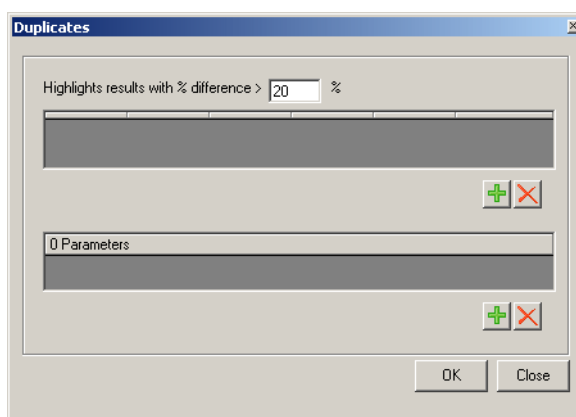 Duplicates
Highlights results with % difference > 20 %
0 Parameters
OK Close